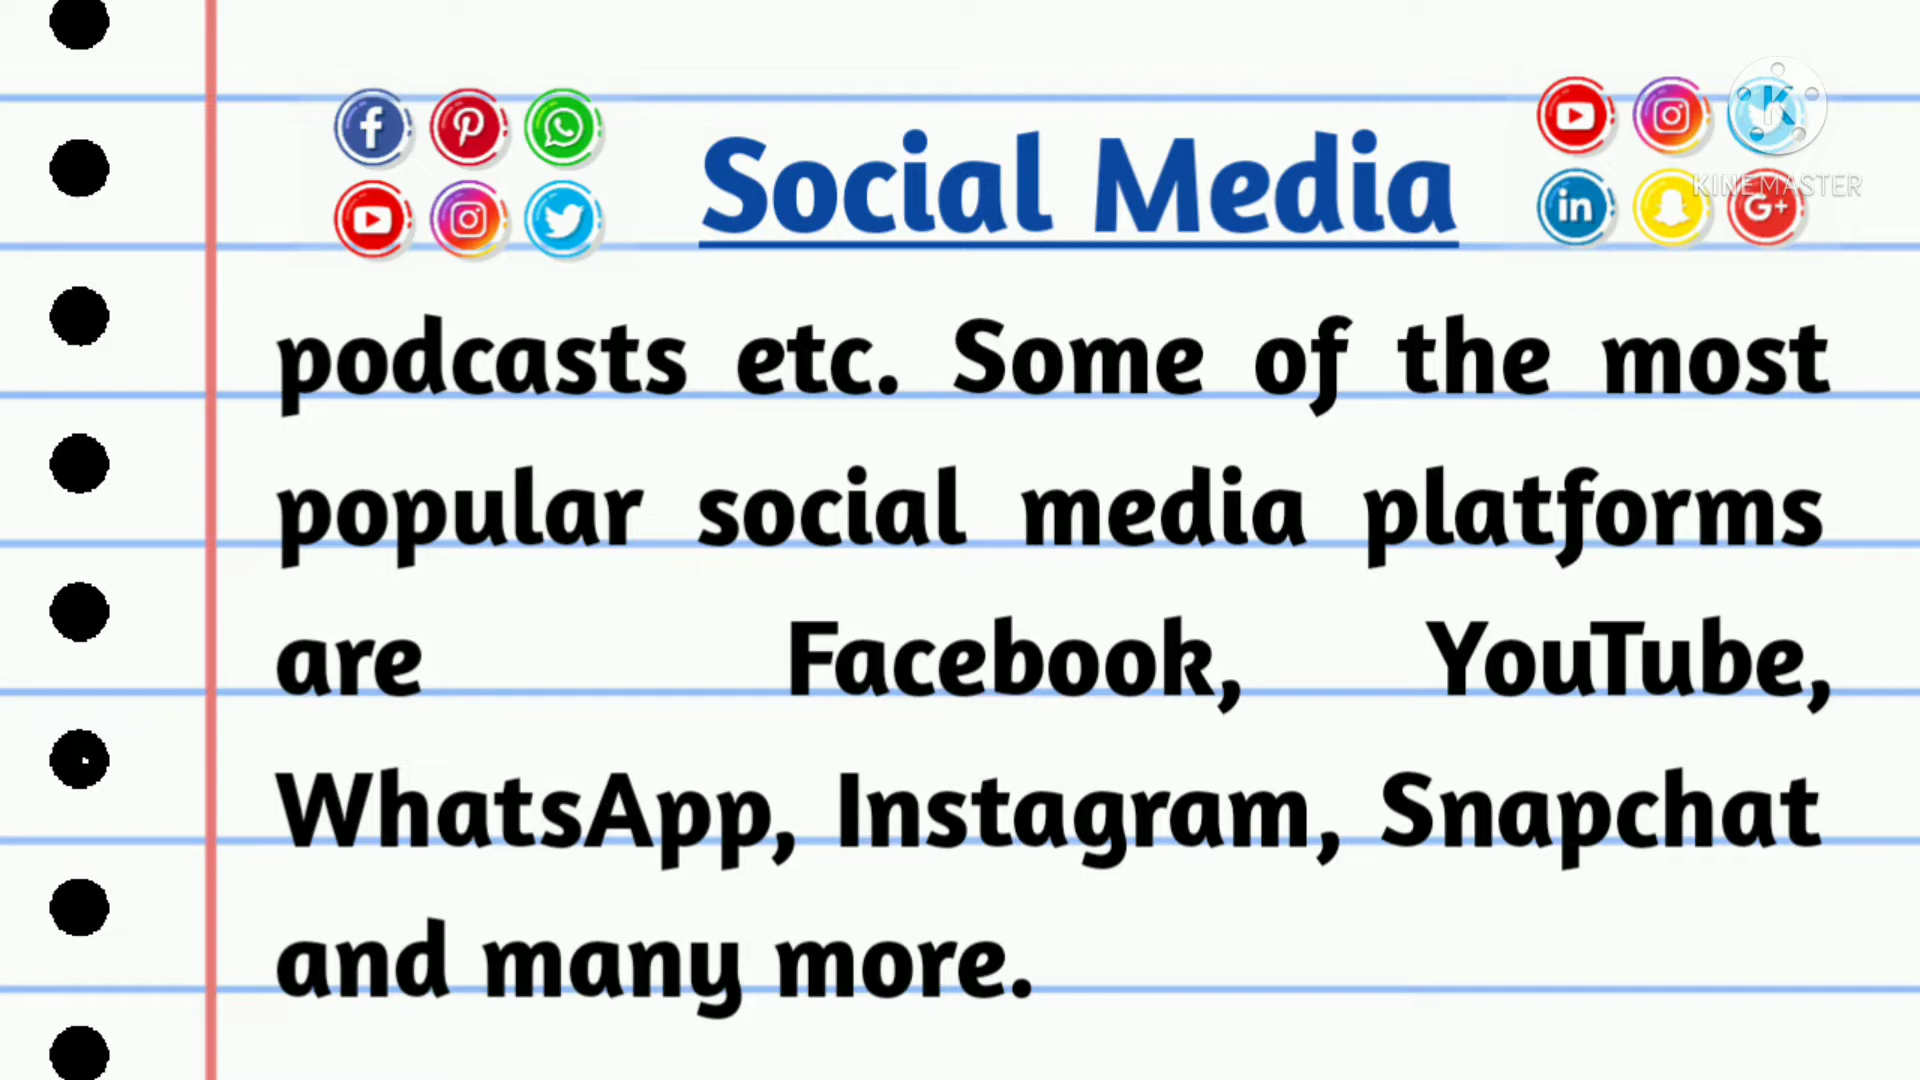 Social Media
KINEMASTER
podcasts etc. Some of the most
popular social media platforms
are Facebook, YouTube,
WhatsApp, Instagram, Snapchat
and many more.